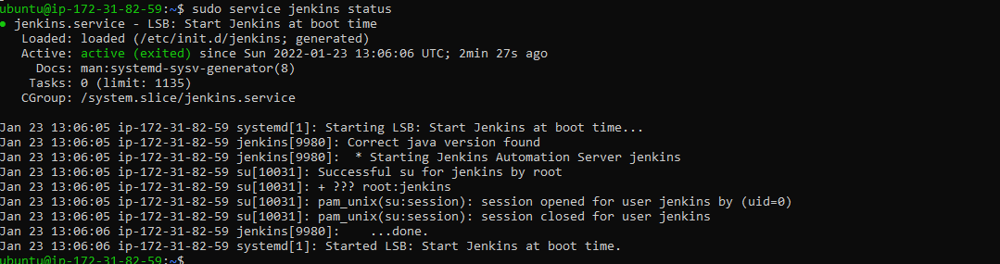 ubuntu@ip-172-31-82-59:~$ sudo service jenkins status
● jenkins.service - LSB: Start Jenkins at boot time
   Loaded: loaded (/etc/init.d/jenkins; generated)
   Active: active (exited) since Sun 2022-01-23 13:06:06 UTC; 2min 27s ago
     Docs: man:systemd-sysv-generator(8)
    Tasks: 0 (limit: 1135)
   CGroup: /system.slice/jenkins.service

Jan 23 13:06:05 ip-172-31-82-59 systemd[1]: Starting LSB: Start Jenkins at boot time...
Jan 23 13:06:05 ip-172-31-82-59 jenkins[9980]: Correct java version found
Jan 23 13:06:05 ip-172-31-82-59 jenkins[9980]:  * Starting Jenkins Automation Server jenkins
Jan 23 13:06:05 ip-172-31-82-59 su[10031]: Successful su for jenkins by root
Jan 23 13:06:05 ip-172-31-82-59 su[10031]: + ??? root:jenkins
Jan 23 13:06:05 ip-172-31-82-59 su[10031]: pam_unix(su:session): session opened for user jenkins by (uid=0)
Jan 23 13:06:05 ip-172-31-82-59 su[10031]: pam_unix(su:session): session closed for user jenkins
Jan 23 13:06:06 ip-172-31-82-59 jenkins[9980]:    ...done.
Jan 23 13:06:06 ip-172-31-82-59 systemd[1]: Started LSB: Start Jenkins at boot time.
ubuntu@ip-172-31-82-59:~$